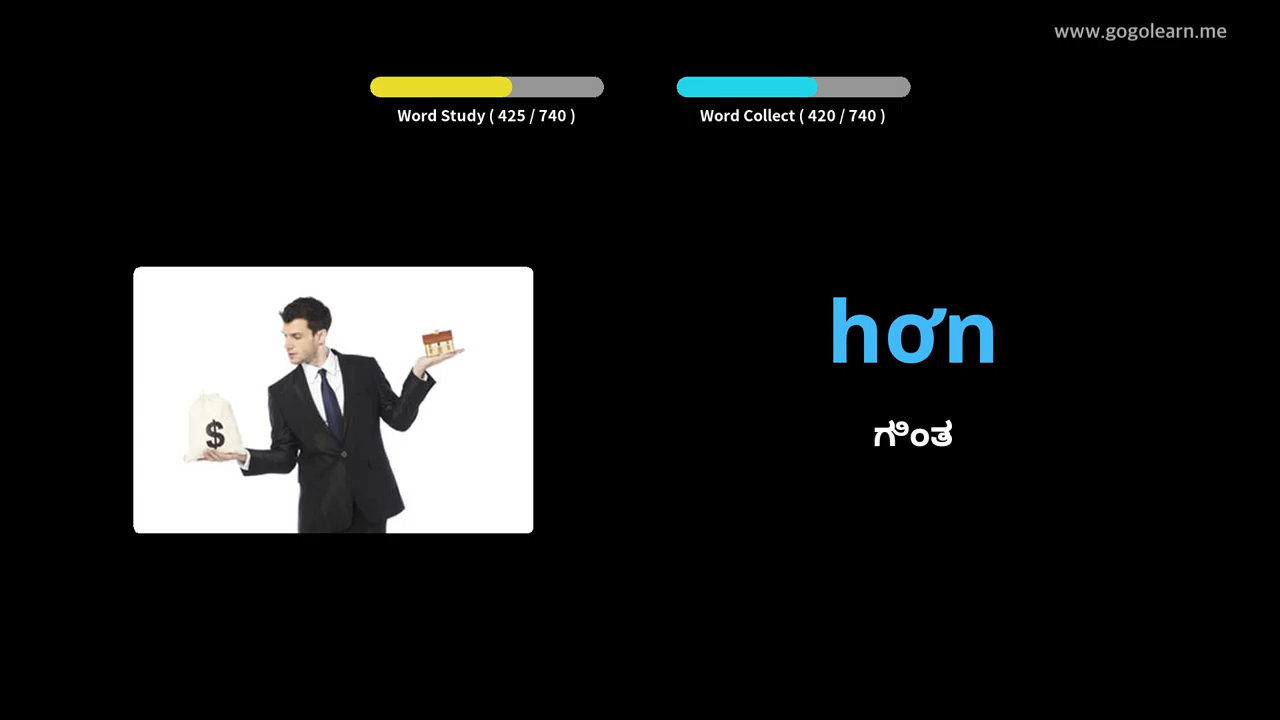 www.gogolearn.me
Word Study ( 425 / 740 )
Word Collect ( 420 / 740 )
$
hơn
ಗಿಂತ